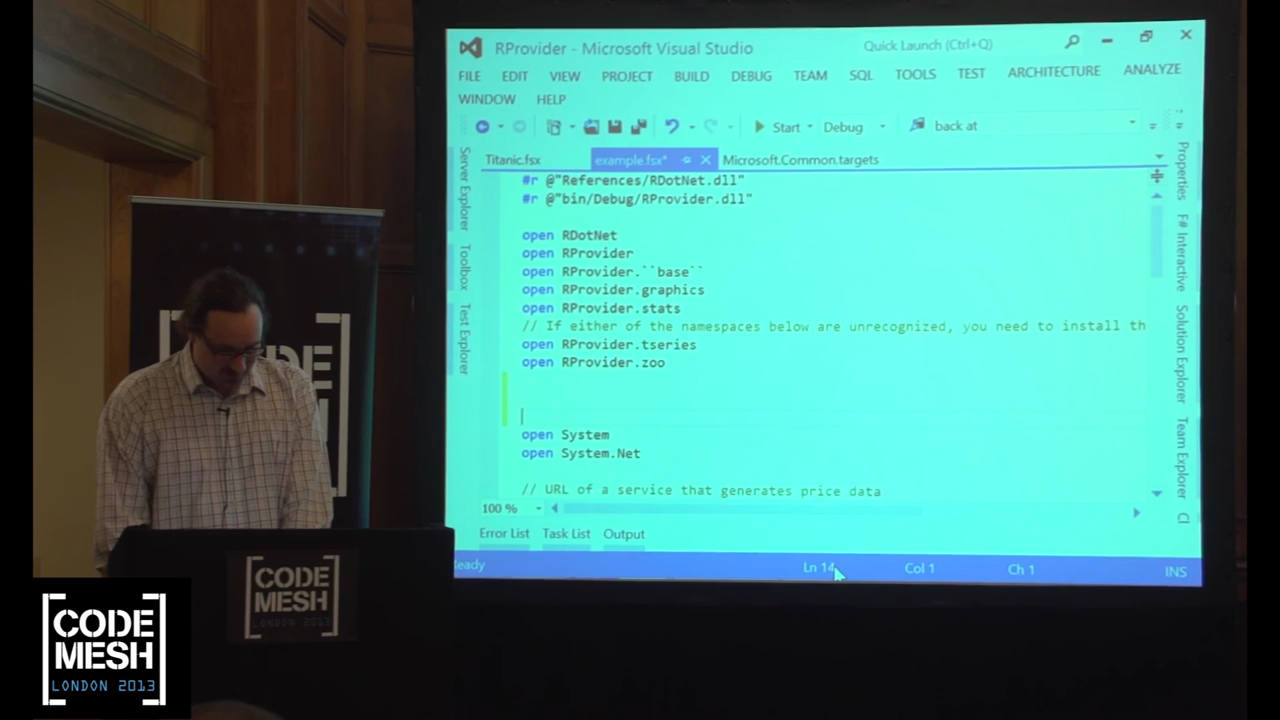 RProvider - Microsoft Visual Studio
Quick Launch (Ctrl+Q)
FILE EDIT VIEW PROJECT BUILD DEBUG TEAM SQL TOOLS TEST ARCHITECTURE ANALYZE
WINDOW HELP
Start Debug back at
Titanic.fsx example.fsx* Microsoft.Common.targets
#r @"References/RDotNet.dll"
#r @"bin/Debug/RProvider.dll"
open RDotNet
open RProvider
open RProvider.``base``
open RProvider.graphics
open RProvider.stats
// If either of the namespaces below are unrecognized, you need to install th
open RProvider.tseries
open RProvider.zoo
open System
open System.Net
// URL of a service that generates price data
100 %
Error List Task List Output
eady Ln 14 Col 1 Ch 1 INS
Server Explorer
Toolbox
Test Explorer
Properties
F# Interactive
Solution Explorer
Team Explorer
Cl
DE
CODE
MESH
LONDON 2013
CODE
MESH
LONDON 2013